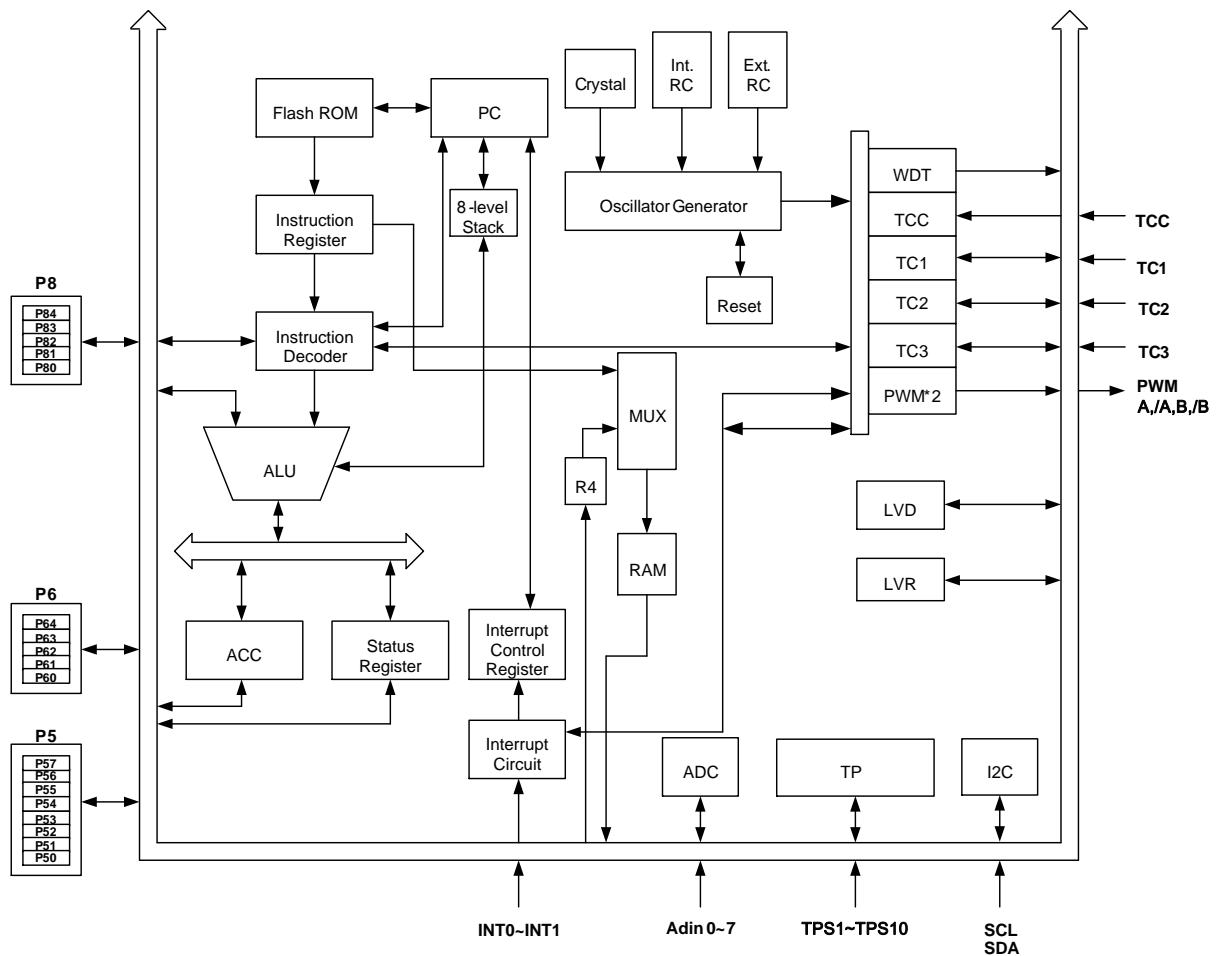 Crystal
Int.
RC
Ext.
RC
Flash ROM
PC
WDT
Oscillator Generator
8-level
Stack
TCC
TCC
Instruction
Register
TC1
TC1
P8
Reset
TC2
TC2
P84
P83
P82
P81
P80
Instruction
Decoder
TC3
TC3
MUX
PWM*2
PWM
A,/A,B,/B
ALU
R4
LVD
RAM
LVR
P6
P64
P63
P62
P61
P60
ACC
Status
Register
Interrupt
Control
Register
P5
P57
P56
P55
P54
P53
P52
P51
P50
Interrupt
Circuit
ADC
TP
I2C
INT0~INT1
Adin 0~7
TPS1~TPS10
SCL
SDA